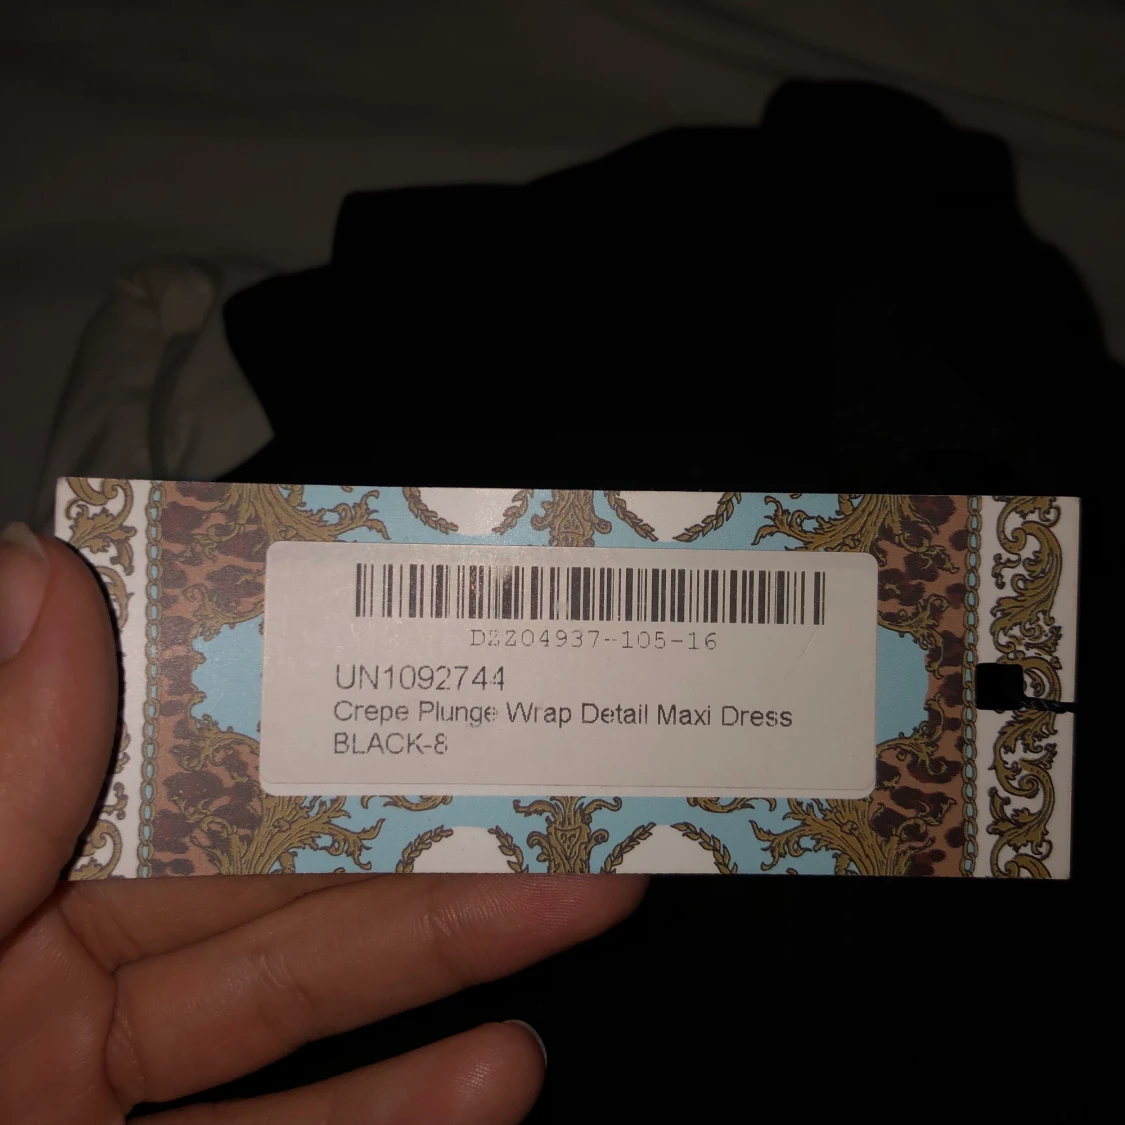 DZZ04937-105-16
UN1092744
Crepe Plunge Wrap Detail Maxi Dress
BLACK-8